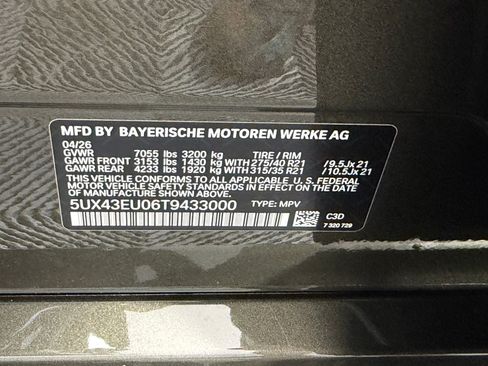 MFD BY BAYERISCHE MOTOREN WERKE AG
04/26
GVWR 7055 lbs 3200 kg TIRE / RIM
GAWR FRONT 3153 lbs 1430 kg WITH 275/40 R21 /9.5Jx21
GAWR REAR 4233 lbs 1920 kg WITH 315/35 R21 /10.5Jx21
THIS VEHICLE CONFORMS TO ALL APPLICABLE U.S. FEDERAL
MOTOR VEHICLE SAFETY STANDARDS IN EFFECT ON THE
DATE OF MANUFACTURE SHOWN ABOVE.
5UX43EU06T9433000 TYPE: MPV
C3D
7 320 729